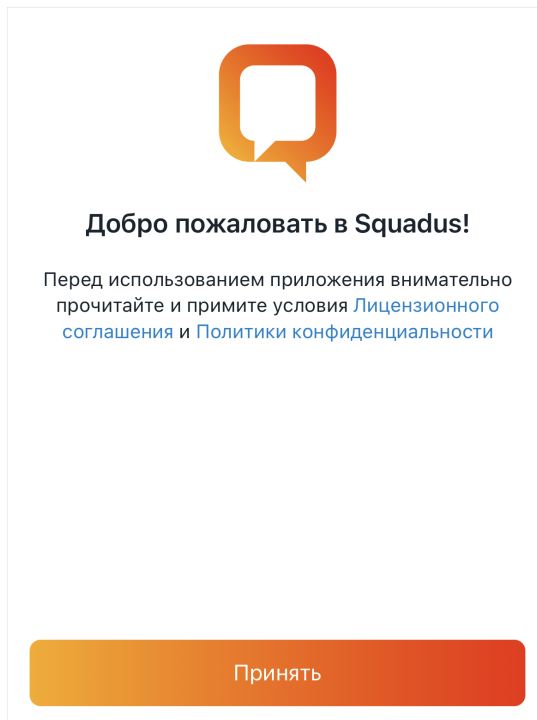 Добро пожаловать в Squadus!
Перед использованием приложения внимательно
прочитайте и примите условия Лицензионного
соглашения и Политики конфиденциальности
Принять